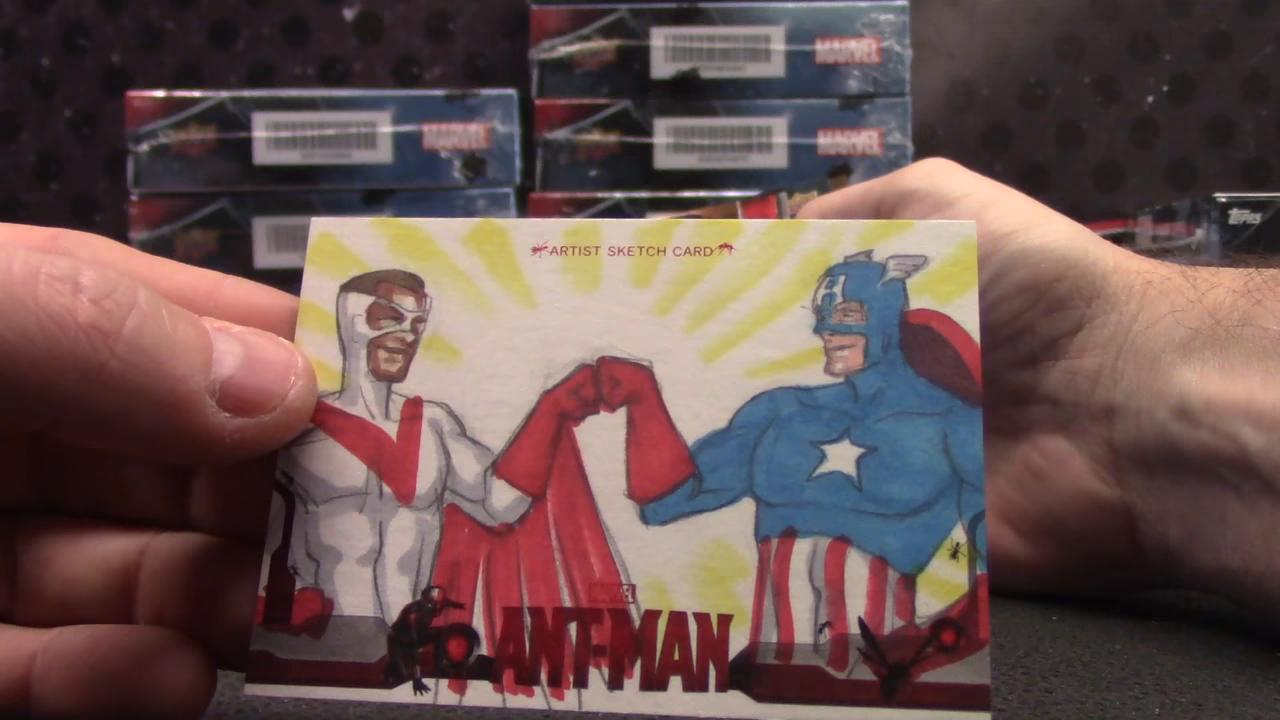 MARVEL
MARVEL
MARVEL
Topps
ARTIST SKETCH CARD
A
MARVEL
ANT-MAN